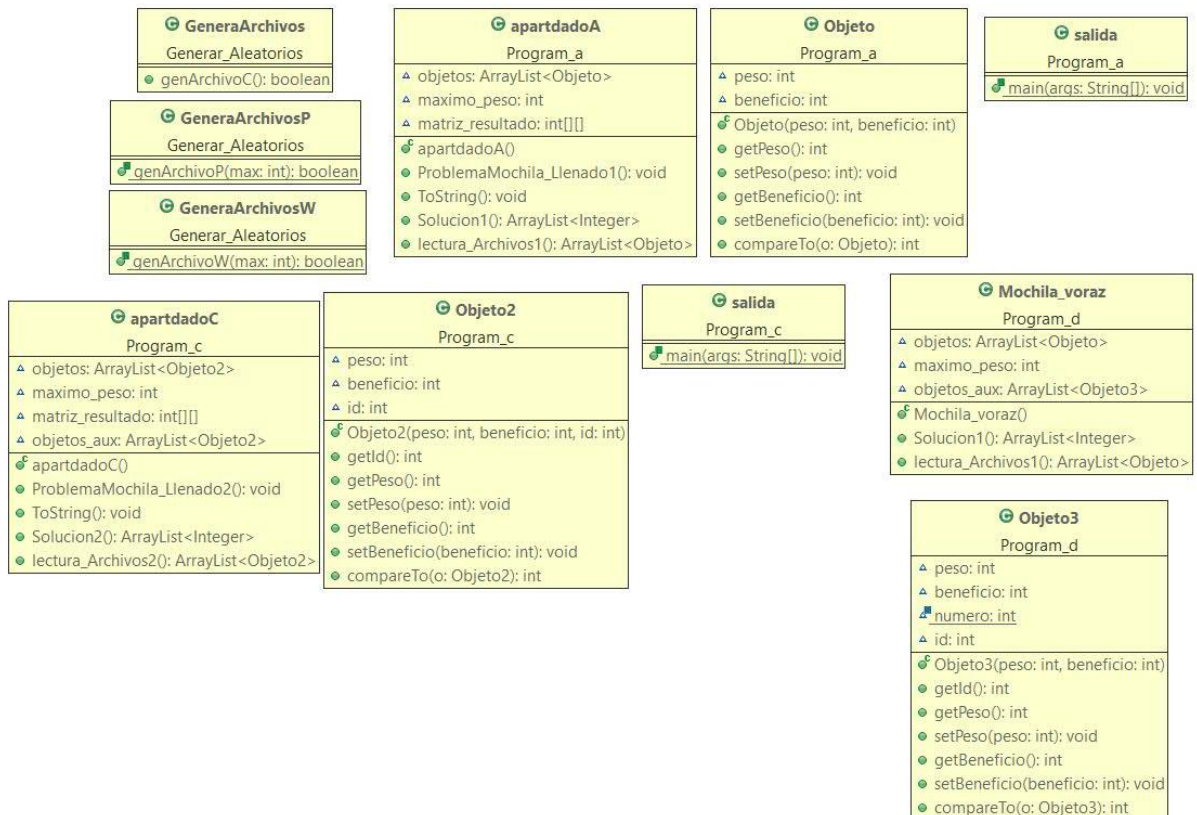 GeneraArchivos
Generar_Aleatorios
genArchivoC(): boolean
GeneraArchivosP
Generar_Aleatorios
genArchivoP(max: int): boolean
GeneraArchivosW
Generar_Aleatorios
genArchivoW(max: int): boolean
apartdadoA
Program_a
objetos: ArrayList<Objeto>
maximo_peso: int
matriz_resultado: int[][]
apartdadoA()
ProblemaMochila_Llenado1(): void
ToString(): void
Solucion1(): ArrayList<Integer>
lectura_Archivos1(): ArrayList<Objeto>
Objeto
Program_a
peso: int
beneficio: int
Objeto(peso: int, beneficio: int)
getPeso(): int
setPeso(peso: int): void
getBeneficio(): int
setBeneficio(beneficio: int): void
compareTo(o: Objeto): int
salida
Program_a
main(args: String[]): void
apartdadoC
Program_c
objetos: ArrayList<Objeto2>
maximo_peso: int
matriz_resultado: int[][]
objetos_aux: ArrayList<Objeto2>
apartdadoC()
ProblemaMochila_Llenado2(): void
ToString(): void
Solucion2(): ArrayList<Integer>
lectura_Archivos2(): ArrayList<Objeto2>
Objeto2
Program_c
peso: int
beneficio: int
id: int
Objeto2(peso: int, beneficio: int, id: int)
getId(): int
getPeso(): int
setPeso(peso: int): void
getBeneficio(): int
setBeneficio(beneficio: int): void
compareTo(o: Objeto2): int
salida
Program_c
main(args: String[]): void
Mochila_voraz
Program_d
objetos: ArrayList<Objeto>
maximo_peso: int
objetos_aux: ArrayList<Objeto3>
Mochila_voraz()
Solucion1(): ArrayList<Integer>
lectura_Archivos1(): ArrayList<Objeto>
Objeto3
Program_d
peso: int
beneficio: int
numero: int
id: int
Objeto3(peso: int, beneficio: int)
getId(): int
getPeso(): int
setPeso(peso: int): void
getBeneficio(): int
setBeneficio(beneficio: int): void
compareTo(o: Objeto3): int